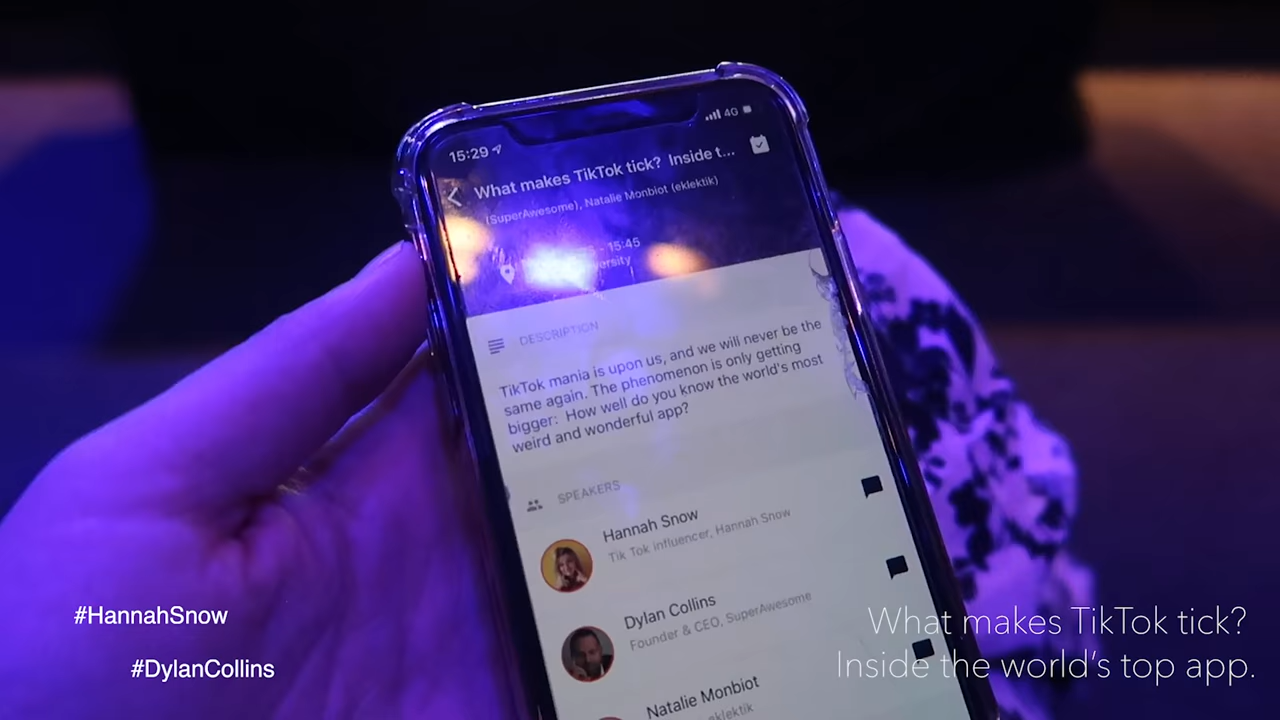 15:29
4G
What makes TikTok tick? Inside t...
(SuperAwesome), Natalie Monbiot (eklektik)
- 15:45
DESCRIPTION
TikTok mania is upon us, and we will never be the
same again. The phenomenon is only getting
bigger: How well do you know the world's most
weird and wonderful app?
SPEAKERS
Hannah Snow
Tik Tok influencer, Hannah Snow
Dylan Collins
Founder & CEO, SuperAwesome
Natalie Monbiot
eklektik
#HannahSnow
#DylanCollins
What makes TikTok tick?
Inside the world's top app.